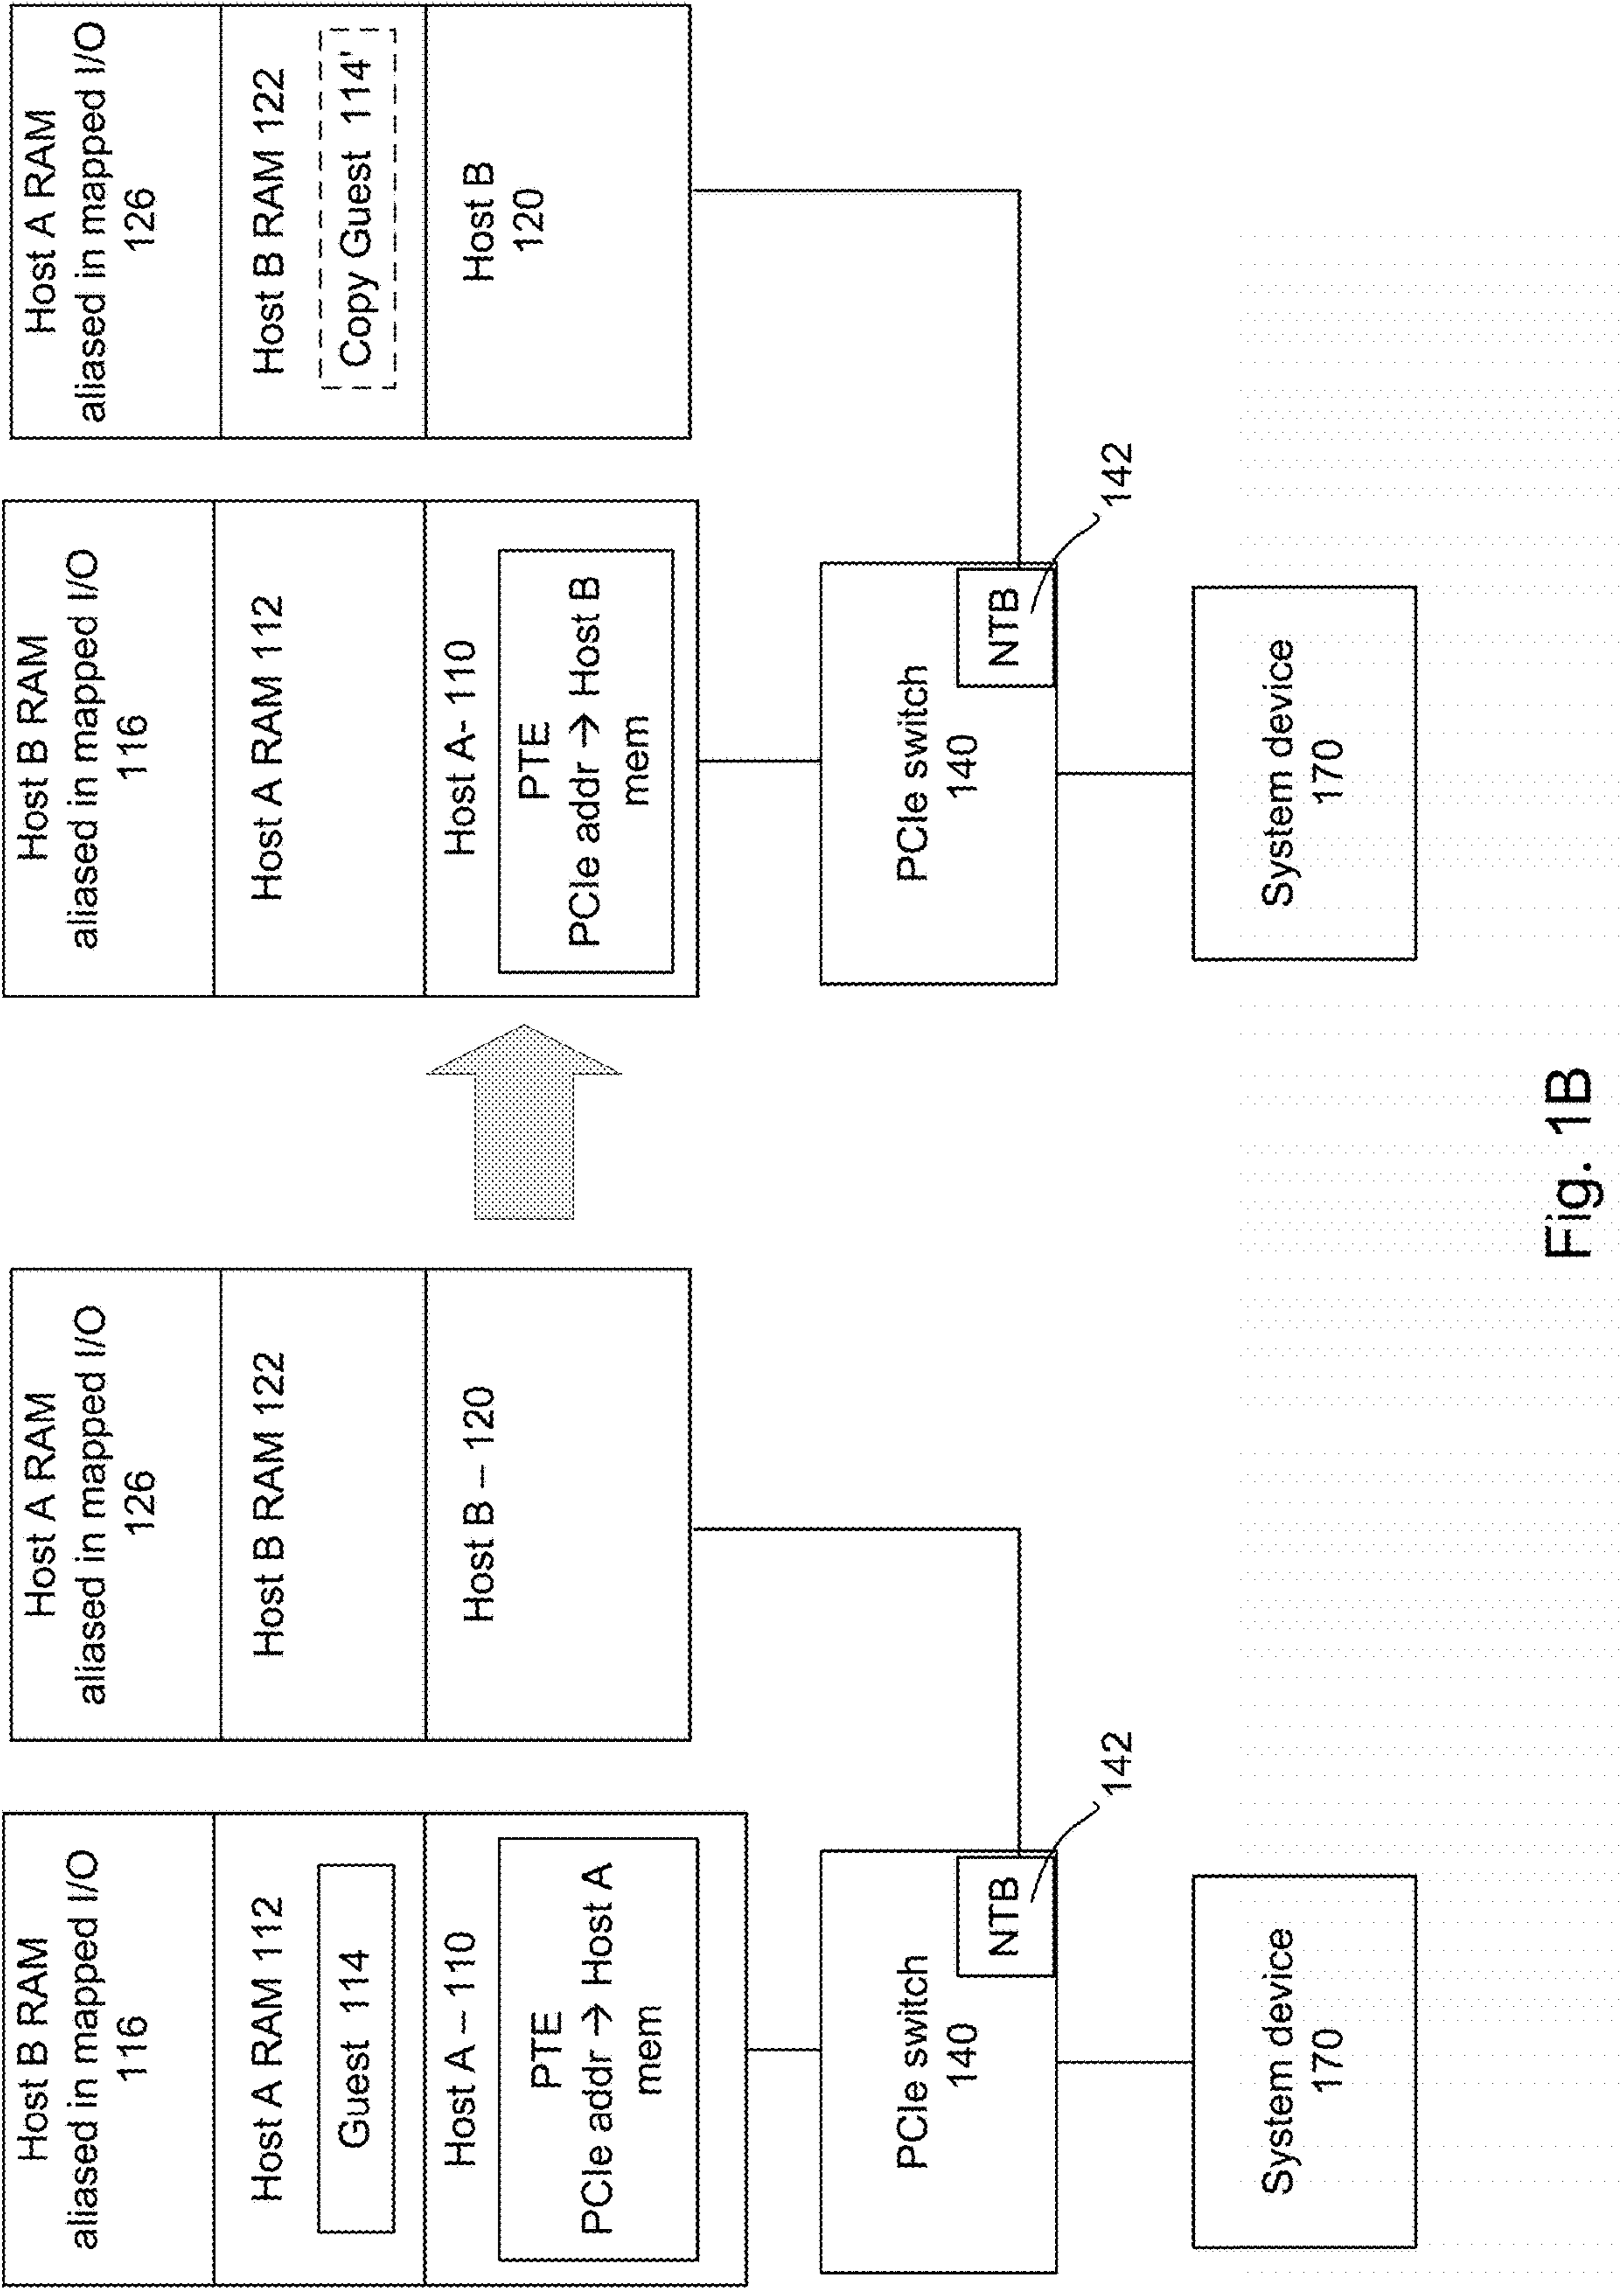 Host B RAM
aliased in mapped I/O
116
Host A RAM 112
Guest 114
Host A – 110
PTE
PCIe addr → Host A
mem
PCIe switch
140
NTB
142
System device
170
Host A RAM
aliased in mapped I/O
126
Host B RAM 122
Host B – 120
Host B RAM
aliased in mapped I/O
116
Host A RAM 112
Host A- 110
PTE
PCIe addr → Host B
mem
PCIe switch
140
NTB
142
System device
170
Host A RAM
aliased in mapped I/O
126
Host B RAM 122
Copy Guest 114'
Host B
120
Fig. 1B